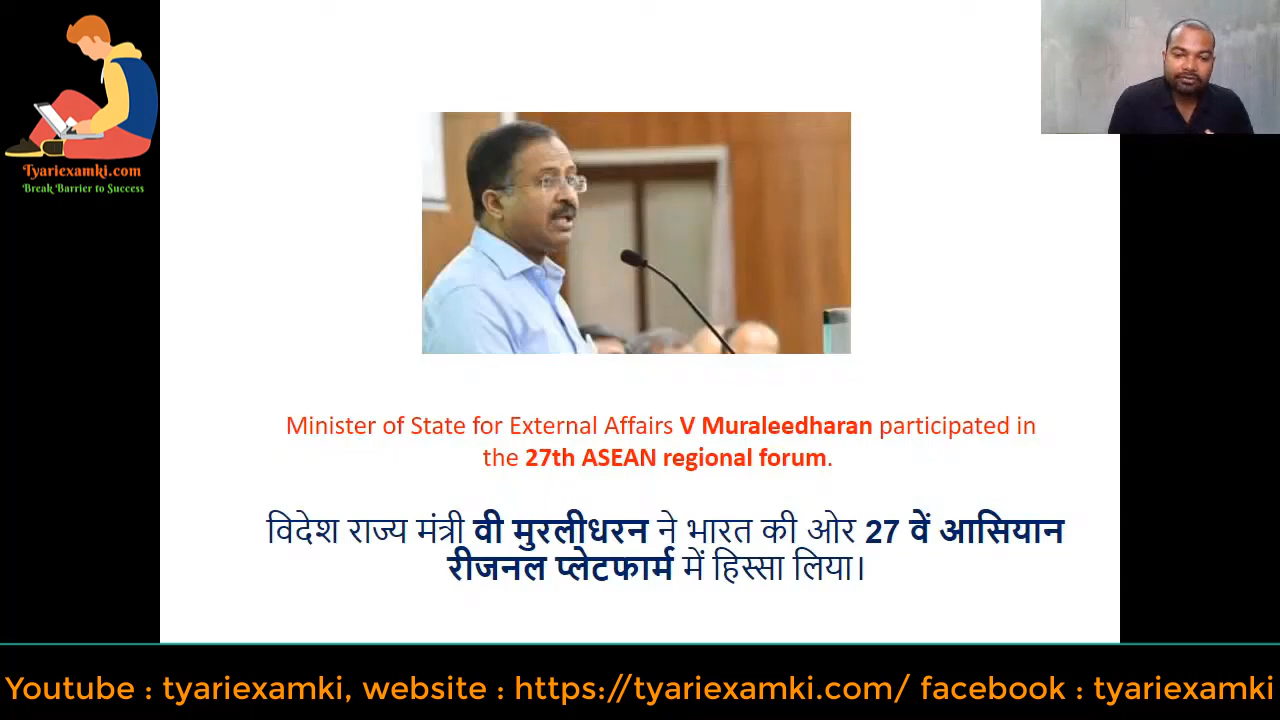 Tyariexamki.com
Break Barrier to Success
Minister of State for External Affairs V Muraleedharan participated in
the 27th ASEAN regional forum.
विदेश राज्य मंत्री वी मुरलीधरन ने भारत की ओर 27 वें आसियान
रीजनल प्लेटफार्म में हिस्सा लिया।
Youtube : tyariexamki, website : https://tyariexamki.com/ facebook : tyariexamki